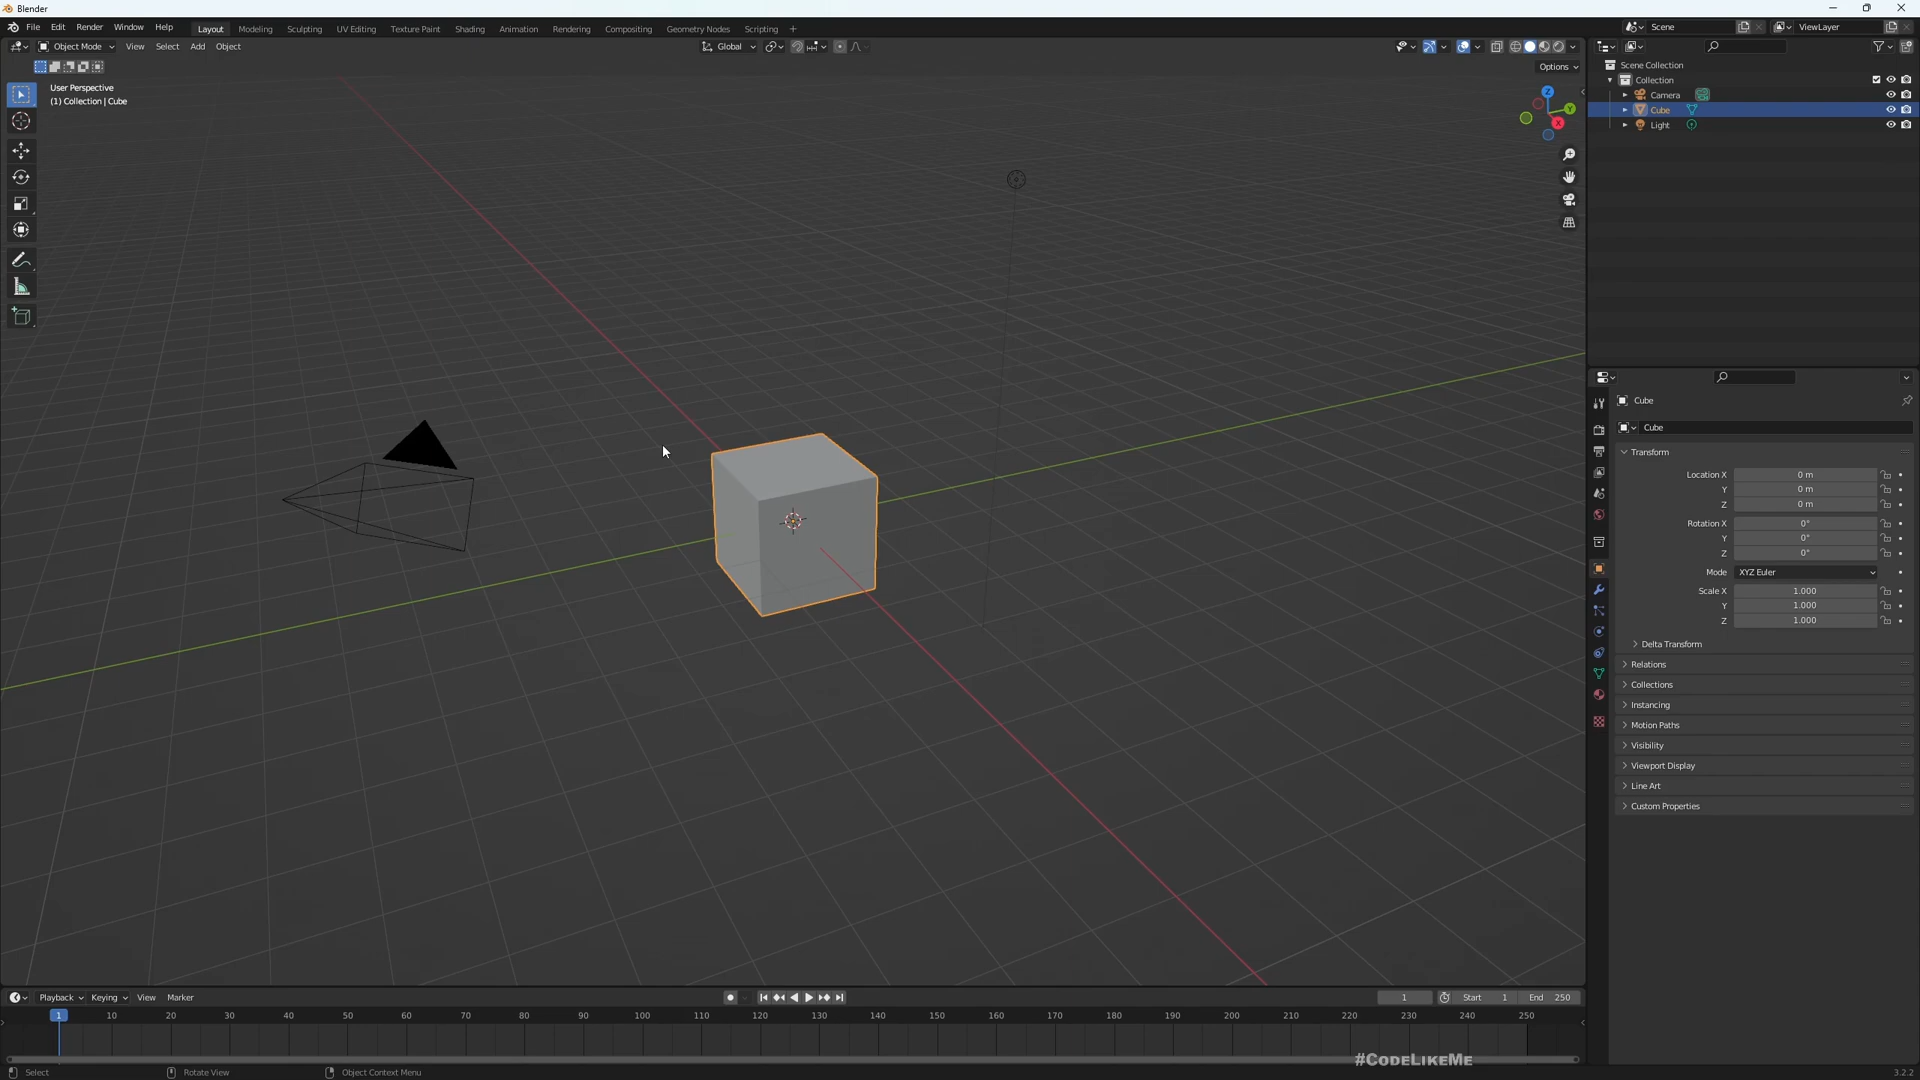 Blender
File Edit Render Window Help Layout Modeling Sculpting UV Editing Texture Paint Shading Animation Rendering Compositing Geometry Nodes Scripting + Scene ViewLayer
Object Mode View Select Add Object Global
Options
User Perspective
(1) Collection | Cube
Z
Y
X
Scene Collection
Collection
Camera
Cube
Light
Cube
Cube
Transform
Location X 0 m
Y 0 m
Z 0 m
Rotation X 0°
Y 0°
Z 0°
Mode XYZ Euler
Scale X 1.000
Y 1.000
Z 1.000
Delta Transform
Relations
Collections
Instancing
Motion Paths
Visibility
Viewport Display
Line Art
Custom Properties
Playback Keying View Marker 1 Start 1 End 250
1 10 20 30 40 50 60 70 80 90 100 110 120 130 140 150 160 170 180 190 200 210 220 230 240 250
#CodeLikeMe
Select Rotate View Object Context Menu 3.2.2